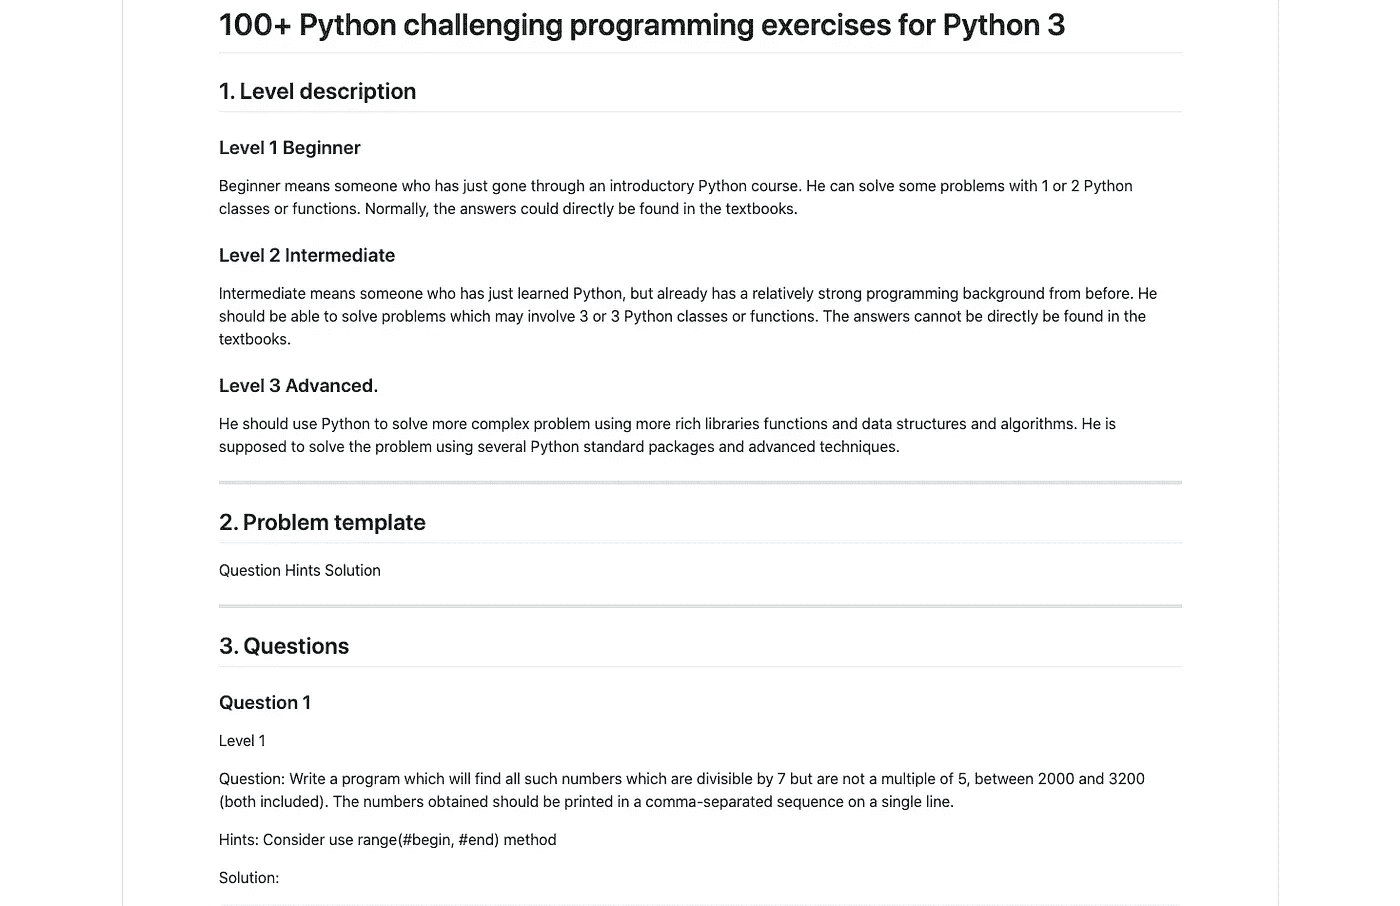 100+ Python challenging programming exercises for Python 3
1. Level description
Level 1 Beginner
Beginner means someone who has just gone through an introductory Python course. He can solve some problems with 1 or 2 Python
classes or functions. Normally, the answers could directly be found in the textbooks.
Level 2 Intermediate
Intermediate means someone who has just learned Python, but already has a relatively strong programming background from before. He
should be able to solve problems which may involve 3 or 3 Python classes or functions. The answers cannot be directly be found in the
textbooks.
Level 3 Advanced.
He should use Python to solve more complex problem using more rich libraries functions and data structures and algorithms. He is
supposed to solve the problem using several Python standard packages and advanced techniques.
2. Problem template
Question Hints Solution
3. Questions
Question 1
Level 1
Question: Write a program which will find all such numbers which are divisible by 7 but are not a multiple of 5, between 2000 and 3200
(both included). The numbers obtained should be printed in a comma-separated sequence on a single line.
Hints: Consider use range(#begin, #end) method
Solution: